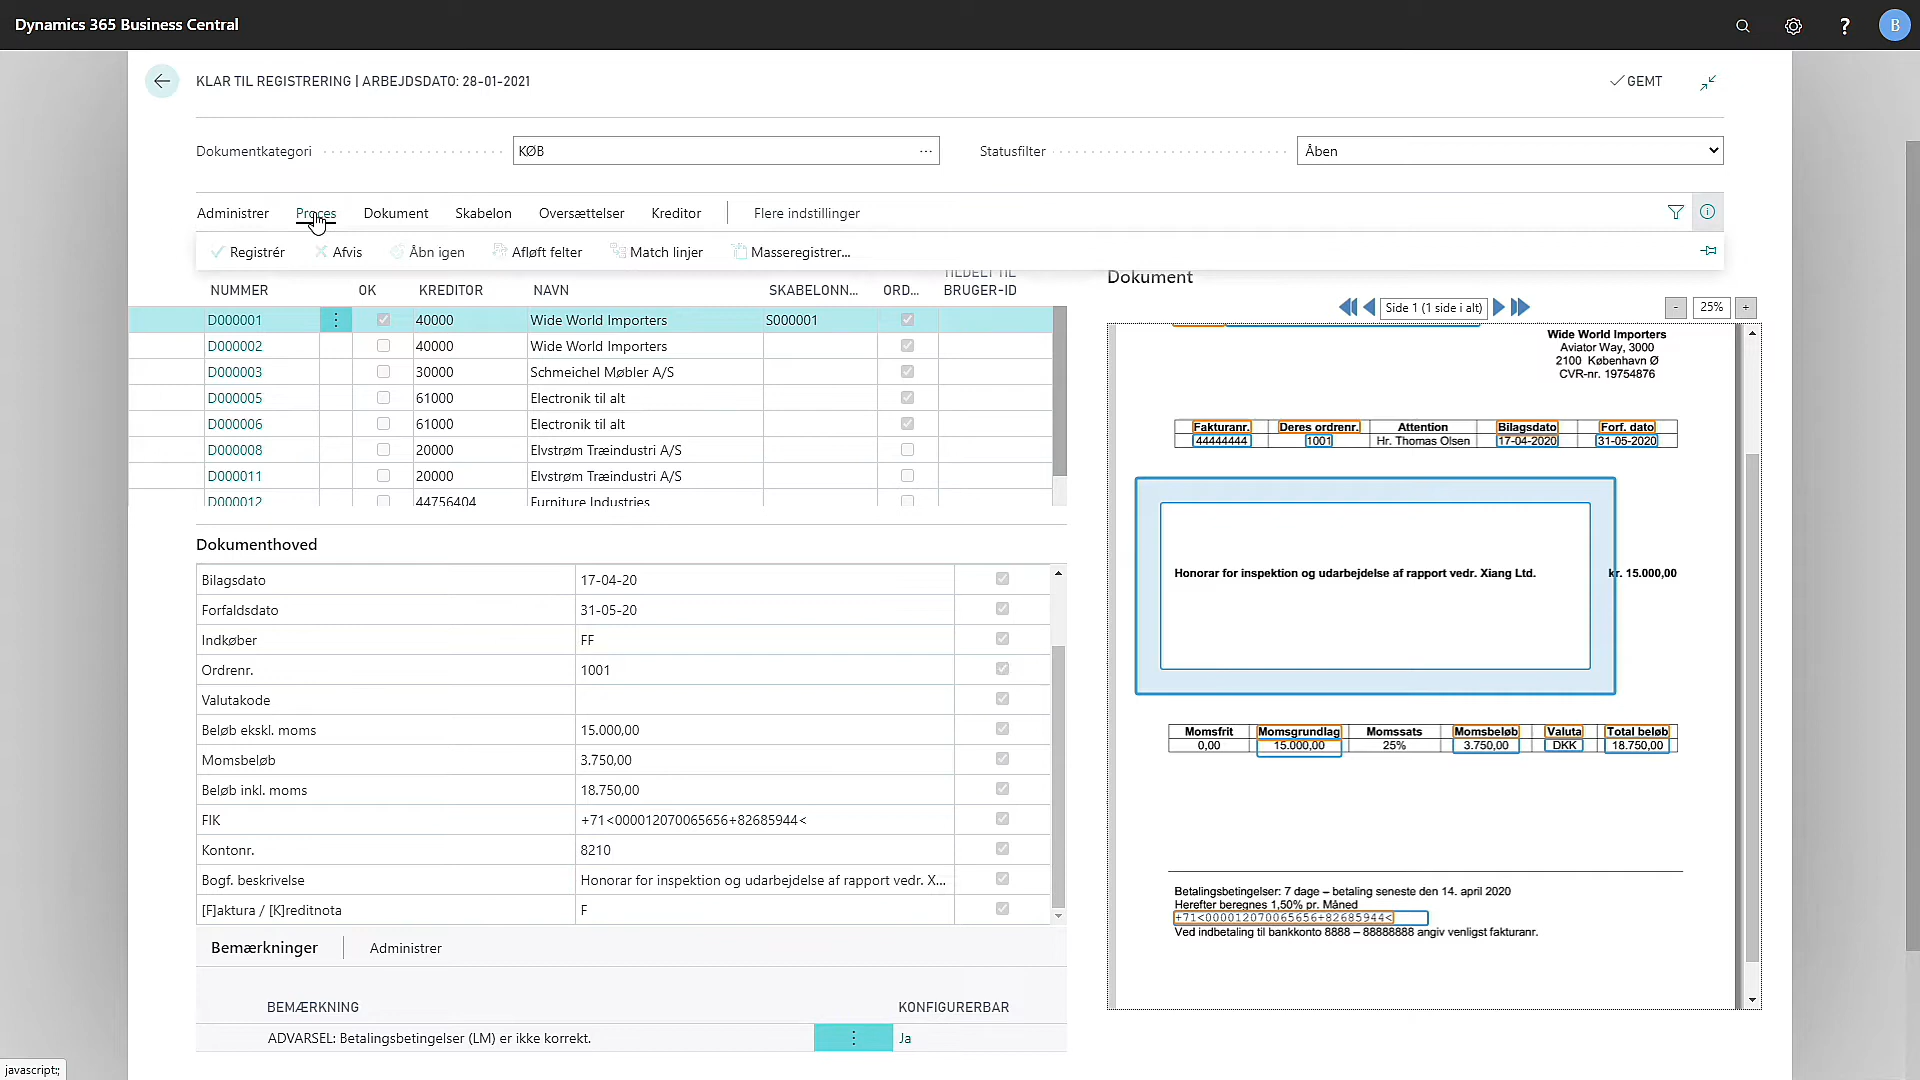 Dynamics 365 Business Central
?
B
KLAR TIL REGISTRERING | ARBEJDSDATO: 28-01-2021
GEMT
Dokumentkategori
KØB
Statusfilter
Åben
Administrer
Proces
Dokument
Skabelon
Oversættelser
Kreditor
Flere indstillinger
Registrér
Afvis
Åbn igen
Afløft felter
Match linjer
Masseregistrer...
NUMMER OK KREDITOR NAVN SKABELONN... ORD... TILDELT TIL BRUGER-ID
D000001 40000 Wide World Importers S000001
D000002 40000 Wide World Importers
D000003 30000 Schmeichel Møbler A/S
D000005 61000 Electronik til alt
D000006 61000 Electronik til alt
D000008 20000 Elvstrøm Træindustri A/S
D000011 20000 Elvstrøm Træindustri A/S
D000012 44756404 Furniture Industries
Dokumenthoved
Bilagsdato 17-04-20
Forfaldsdato 31-05-20
Indkøber FF
Ordrenr. 1001
Valutakode
Beløb ekskl. moms 15.000,00
Momsbeløb 3.750,00
Beløb inkl. moms 18.750,00
FIK +71<000012070065656+82685944<
Kontonr. 8210
Bogf. beskrivelse Honorar for inspektion og udarbejdelse af rapport vedr. X...
[F]aktura / [K]reditnota F
Bemærkninger
Administrer
BEMÆRKNING KONFIGURERBAR
ADVARSEL: Betalingsbetingelser (LM) er ikke korrekt. Ja
Dokument
Side 1 (1 side i alt)
- 25% +
Wide World Importers
Aviator Way, 3000
2100 København Ø
CVR-nr. 19754876
Fakturanr. Deres ordrenr. Attention Bilagsdato Forf. dato
44444444 1001 Hr. Thomas Olsen 17-04-2020 31-05-2020
Honorar for inspektion og udarbejdelse af rapport vedr. Xiang Ltd. kr. 15.000,00
Momsfrit Momsgrundlag Momssats Momsbeløb Valuta Total beløb
0,00 15.000,00 25% 3.750,00 DKK 18.750,00
Betalingsbetingelser: 7 dage – betaling seneste den 14. april 2020
Herefter beregnes 1,50% pr. Måned
+71<000012070065656+82685944<
Ved indbetaling til bankkonto 8888 – 88888888 angiv venligst fakturanr.
javascript:;